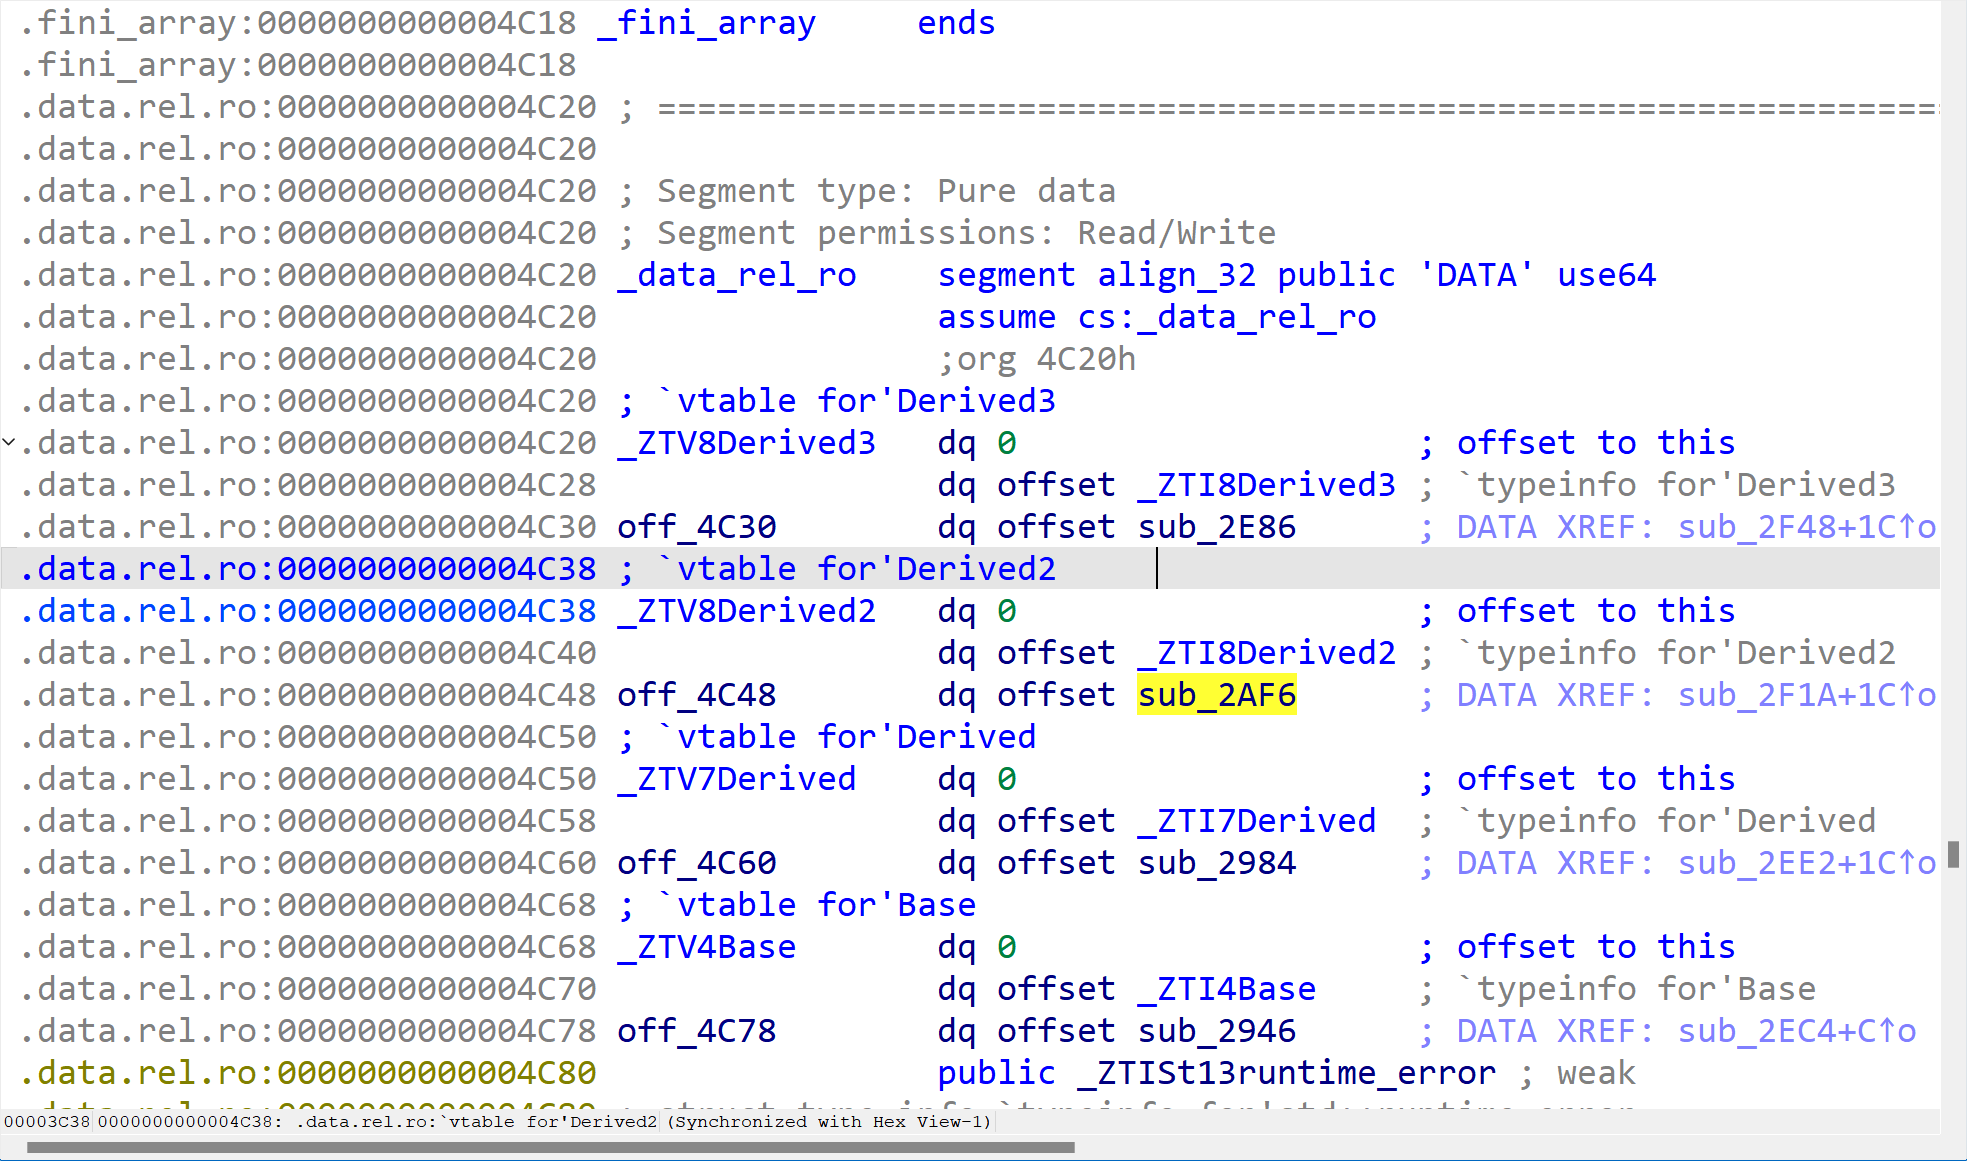 .fini_array:0000000000004C18 _fini_array     ends
.fini_array:0000000000004C18
.data.rel.ro:0000000000004C20 ; ================================================================
.data.rel.ro:0000000000004C20
.data.rel.ro:0000000000004C20 ; Segment type: Pure data
.data.rel.ro:0000000000004C20 ; Segment permissions: Read/Write
.data.rel.ro:0000000000004C20 _data_rel_ro    segment align_32 public 'DATA' use64
.data.rel.ro:0000000000004C20                 assume cs:_data_rel_ro
.data.rel.ro:0000000000004C20                 ;org 4C20h
.data.rel.ro:0000000000004C20 ; `vtable for'Derived3
.data.rel.ro:0000000000004C20 _ZTV8Derived3   dq 0                    ; offset to this
.data.rel.ro:0000000000004C28                 dq offset _ZTI8Derived3 ; `typeinfo for'Derived3
.data.rel.ro:0000000000004C30 off_4C30        dq offset sub_2E86      ; DATA XREF: sub_2F48+1C↑o
.data.rel.ro:0000000000004C38 ; `vtable for'Derived2
.data.rel.ro:0000000000004C38 _ZTV8Derived2   dq 0                    ; offset to this
.data.rel.ro:0000000000004C40                 dq offset _ZTI8Derived2 ; `typeinfo for'Derived2
.data.rel.ro:0000000000004C48 off_4C48        dq offset sub_2AF6      ; DATA XREF: sub_2F1A+1C↑o
.data.rel.ro:0000000000004C50 ; `vtable for'Derived
.data.rel.ro:0000000000004C50 _ZTV7Derived    dq 0                    ; offset to this
.data.rel.ro:0000000000004C58                 dq offset _ZTI7Derived  ; `typeinfo for'Derived
.data.rel.ro:0000000000004C60 off_4C60        dq offset sub_2984      ; DATA XREF: sub_2EE2+1C↑o
.data.rel.ro:0000000000004C68 ; `vtable for'Base
.data.rel.ro:0000000000004C68 _ZTV4Base       dq 0                    ; offset to this
.data.rel.ro:0000000000004C70                 dq offset _ZTI4Base     ; `typeinfo for'Base
.data.rel.ro:0000000000004C78 off_4C78        dq offset sub_2946      ; DATA XREF: sub_2EC4+C↑o
.data.rel.ro:0000000000004C80                 public _ZTISt13runtime_error ; weak
00003C38 0000000000004C38: .data.rel.ro:`vtable for'Derived2 (Synchronized with Hex View-1)